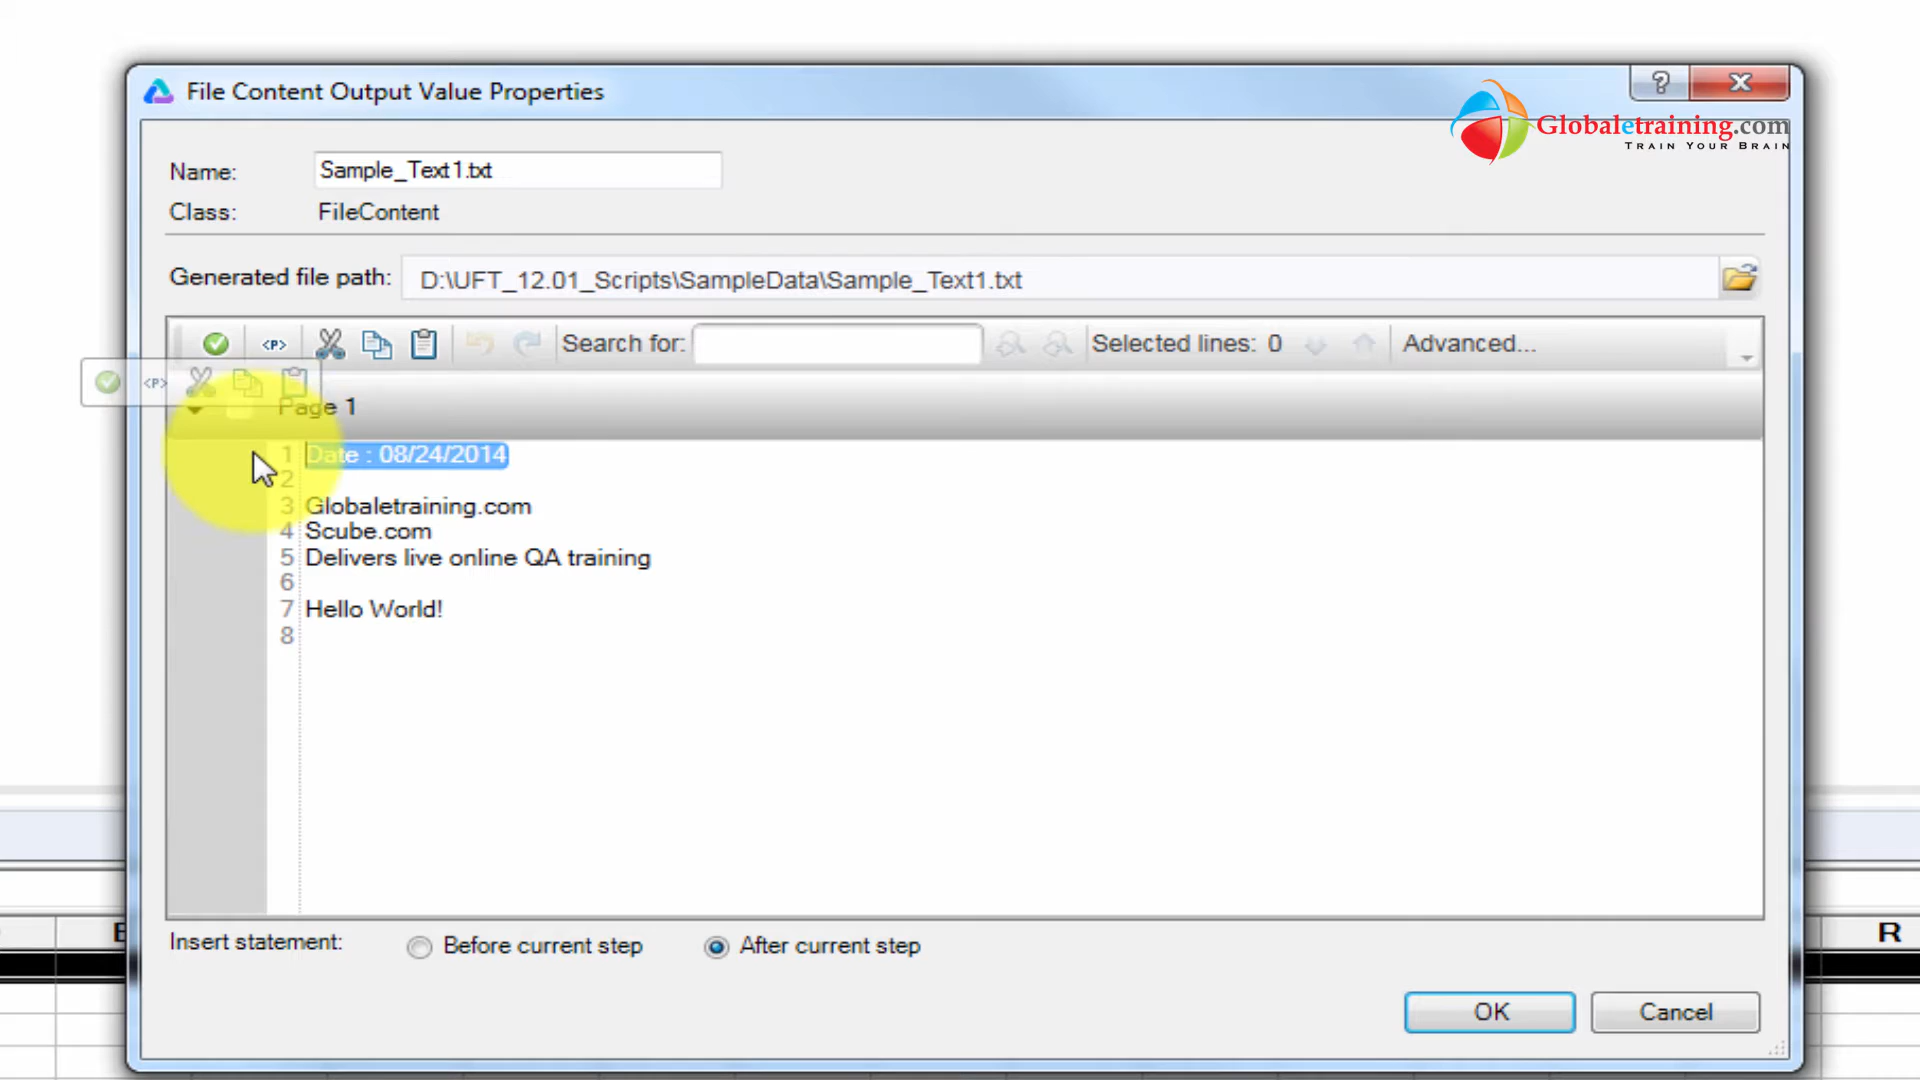 File Content Output Value Properties
?
Globaletraining.com
TRAIN YOUR BRAIN
Name: Sample_Text1.txt
Class: FileContent
Generated file path: D:\UFT_12.01_Scripts\SampleData\Sample_Text1.txt
<P> Search for: Selected lines: 0 Advanced...
<P>
Page 1
1 Date : 08/24/2014
2
3 Globaletraining.com
4 Scube.com
5 Delivers live online QA training
6
7 Hello World!
8
Insert statement: Before current step After current step
R
OK Cancel